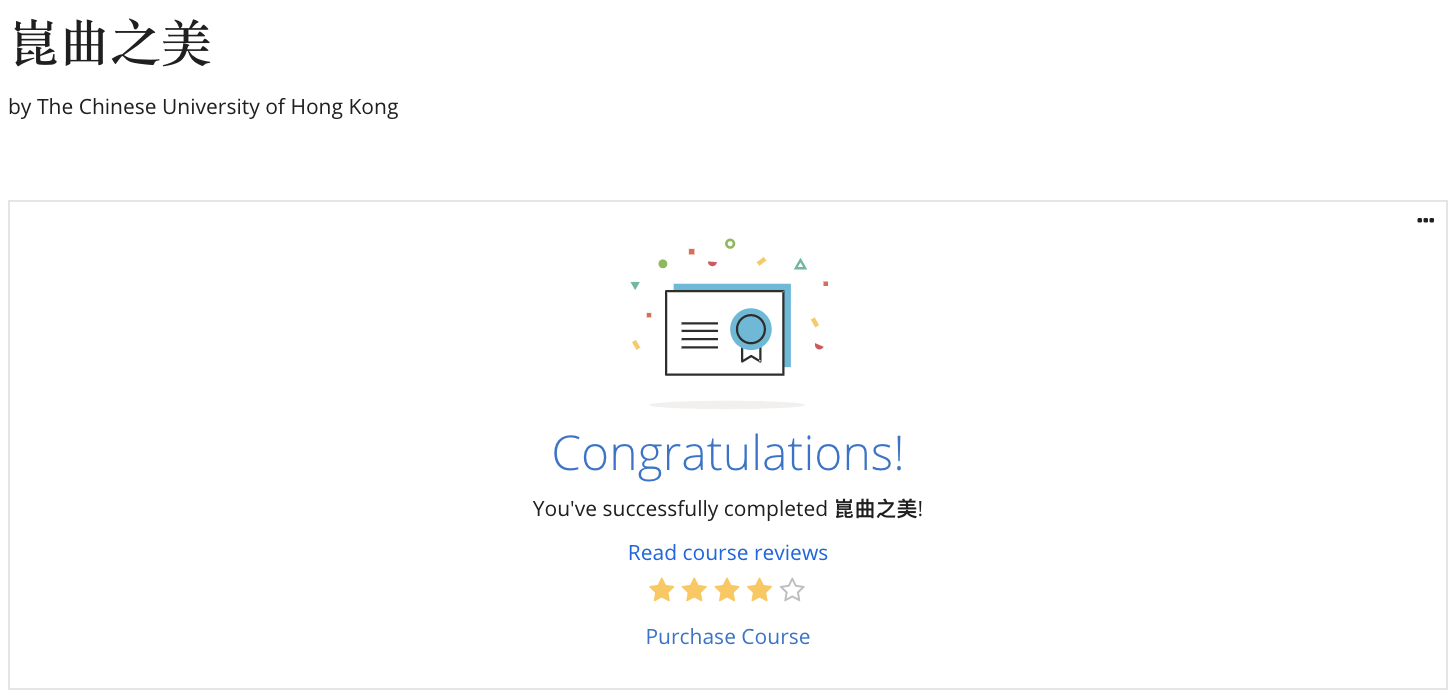 崑曲之美
by The Chinese University of Hong Kong
Congratulations!
You've successfully completed 崑曲之美!
Read course reviews
Purchase Course